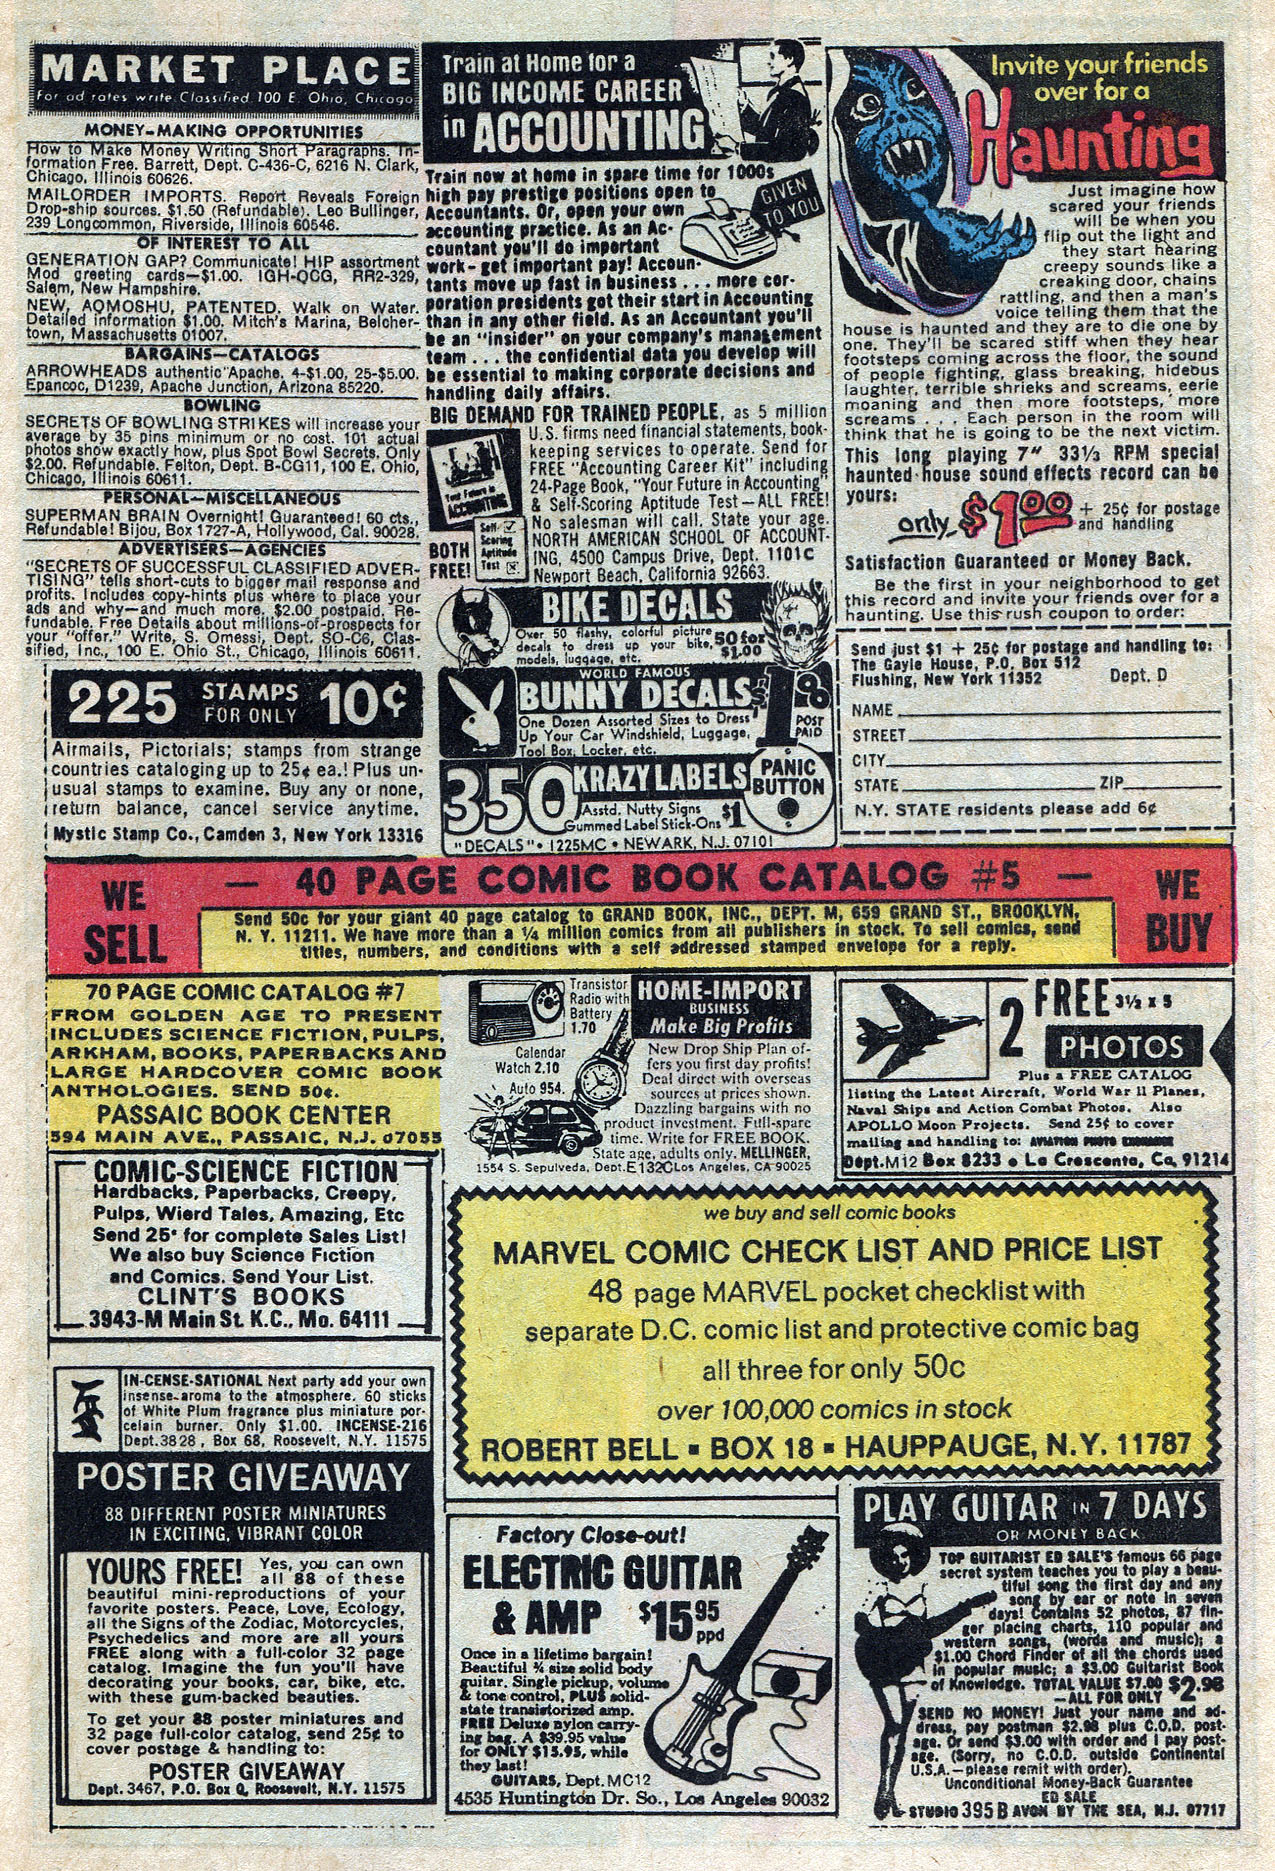 MARKET PLACE
For ad rates write Classified 100 E. Ohio, Chicago
MONEY-MAKING OPPORTUNITIES
How to Make Money Writing Short Paragraphs. In-
formation Free. Barrett, Dept. C-436-C, 6216 N. Clark,
Chicago, Illinois 60626.
MAILORDER IMPORTS. Report Reveals Foreign
Drop-ship sources. $1.50 (Refundable). Leo Bullinger,
239 Longcommon, Riverside, Illinois 60546.
OF INTEREST TO ALL
GENERATION GAP? Communicate! HIP assortment
Mod greeting cards—$1.00. IGH-QCG, RR2-329,
Salem, New Hampshire.
NEW, AQMOSHU, PATENTED. Walk on Water.
Detailed information $1.00. Mitch's Marina, Belcher-
town, Massachusetts 01007.
BARGAINS—CATALOGS
ARROWHEADS authentic Apache. 4-$1.00, 25-$5.00.
Epancoc, D1239, Apache Junction, Arizona 85220.
BOWLING
SECRETS OF BOWLING STRIKES will increase your
average by 35 pins minimum or no cost. 101 actual
photos show exactly how, plus Spot Bowl Secrets. Only
$2.00. Refundable. Felton, Dept. B-CG11, 100 E. Ohio,
Chicago, Illinois 60611.
PERSONAL—MISCELLANEOUS
SUPERMAN BRAIN Overnight! Guaranteed! 60 cts.,
Refundable! Bijou, Box 1727-A, Hollywood, Cal. 90028.
ADVERTISERS—AGENCIES
"SECRETS OF SUCCESSFUL CLASSIFIED ADVER-
TISING" tells short-cuts to bigger mail response and
profits. Includes copy-hints plus where to place your
ads and why—and much more. $2.00 postpaid. Re-
fundable. Free Details about millions-of-prospects for
your "offer." Write, S. Omessi, Dept. SO-C6, Clas-
sified, Inc., 100 E. Ohio St., Chicago, Illinois 60611.
225 STAMPS FOR ONLY 10¢
Airmails, Pictorials; stamps from strange
countries cataloging up to 25¢ ea.! Plus un-
usual stamps to examine. Buy any or none,
return balance, cancel service anytime.
Mystic Stamp Co., Camden 3, New York 13316
Train at Home for a
BIG INCOME CAREER
in ACCOUNTING
Train now at home in spare time for 1000s
high pay prestige positions open to
Accountants. Or, open your own
accounting practice. As an Ac-
countant you'll do important
work - get important pay! Accoun-
tants move up fast in business . . . more cor-
poration presidents got their start in Accounting
than in any other field. As an Accountant you'll
be an "insider" on your company's management
team . . . the confidential data you develop will
be essential to making corporate decisions and
handling daily affairs.
GIVEN
TO YOU
BIG DEMAND FOR TRAINED PEOPLE, as 5 million
U.S. firms need financial statements, book-
keeping services to operate. Send for
FREE "Accounting Career Kit" including
24-Page Book, "Your Future in Accounting"
& Self-Scoring Aptitude Test—ALL FREE!
No salesman will call. State your age.
NORTH AMERICAN SCHOOL OF ACCOUNT-
ING, 4500 Campus Drive, Dept. 1101C
Newport Beach, California 92663.
Your Future in
ACCOUNTING
Self-
Scoring
Aptitude
Test
BOTH
FREE!
BIKE DECALS
Over 50 flashy, colorful picture
decals to dress up your bike,
models, luggage, etc.
50 for
$1.00
WORLD FAMOUS
BUNNY DECALS
One Dozen Assorted Sizes to Dress
Up Your Car Windshield, Luggage,
Tool Box, Locker, etc.
$1.00
POST
PAID
350 KRAZY LABELS
Asstd. Nutty Signs
Gummed Label Stick-Ons $1
PANIC
BUTTON
"DECALS" • 1225MC • NEWARK, N.J. 07101
Invite your friends
over for a
Haunting
Just imagine how
scared your friends
will be when you
flip out the light and
they start hearing
creepy sounds like a
creaking door, chains
rattling, and then a man's
voice telling them that the
house is haunted and they are to die one by
one. They'll be scared stiff when they hear
footsteps coming across the floor, the sound
of people fighting, glass breaking, hidebus
laughter, terrible shrieks and screams, eerie
moaning and then more footsteps, more
screams . . . Each person in the room will
think that he is going to be the next victim.
This long playing 7" 33⅓ RPM special
haunted house sound effects record can be
yours:
only $1.00 + 25¢ for postage
and handling
Satisfaction Guaranteed or Money Back.
Be the first in your neighborhood to get
this record and invite your friends over for a
haunting. Use this rush coupon to order:
Send just $1 + 25¢ for postage and handling to:
The Gayle House, P.O. Box 512
Flushing, New York 11352 Dept. D
NAME
STREET
CITY
STATE ZIP
N.Y. STATE residents please add 6¢
WE
SELL
— 40 PAGE COMIC BOOK CATALOG #5 —
Send 50c for your giant 40 page catalog to GRAND BOOK, INC., DEPT. M, 659 GRAND ST., BROOKLYN,
N. Y. 11211. We have more than a ¼ million comics from all publishers in stock. To sell comics, send
titles, numbers, and conditions with a self addressed stamped envelope for a reply.
WE
BUY
70 PAGE COMIC CATALOG #7
FROM GOLDEN AGE TO PRESENT
INCLUDES SCIENCE FICTION, PULPS,
ARKHAM, BOOKS, PAPERBACKS AND
LARGE HARDCOVER COMIC BOOK
ANTHOLOGIES. SEND 50¢.
PASSAIC BOOK CENTER
594 MAIN AVE., PASSAIC, N.J. 07055
Transistor
Radio with
Battery
1.70
Calendar
Watch 2.10
Auto 954.
HOME-IMPORT
BUSINESS
Make Big Profits
New Drop Ship Plan of-
fers you first day profits!
Deal direct with overseas
sources at prices shown.
Dazzling bargains with no
product investment. Full-spare
time. Write for FREE BOOK.
State age, adults only. MELLINGER,
1554 S. Sepulveda, Dept.E132C Los Angeles, CA 90025
2 FREE 3½ x 5
PHOTOS
Plus a FREE CATALOG
listing the Latest Aircraft, World War II Planes,
Naval Ships and Action Combat Photos. Also
APOLLO Moon Projects. Send 25¢ to cover
mailing and handling to: AVIATION PHOTO EXCHANGE
Dept. M12 Box 8233 • La Crescenta, Ca. 91214
COMIC-SCIENCE FICTION
Hardbacks, Paperbacks, Creepy,
Pulps, Wierd Tales, Amazing, Etc
Send 25¢ for complete Sales List!
We also buy Science Fiction
and Comics. Send Your List.
CLINT'S BOOKS
3943-M Main St. K.C., Mo. 64111
we buy and sell comic books
MARVEL COMIC CHECK LIST AND PRICE LIST
48 page MARVEL pocket checklist with
separate D.C. comic list and protective comic bag
all three for only 50c
over 100,000 comics in stock
ROBERT BELL ▪ BOX 18 ▪ HAUPPAUGE, N.Y. 11787
IN-CENSE-SATIONAL Next party add your own
insense-aroma to the atmosphere. 60 sticks
of White Plum fragrance plus miniature por-
celain burner. Only $1.00. INCENSE-216
Dept.3828, Box 68, Roosevelt, N.Y. 11575
POSTER GIVEAWAY
88 DIFFERENT POSTER MINIATURES
IN EXCITING, VIBRANT COLOR
YOURS FREE! Yes, you can own
all 88 of these
beautiful mini-reproductions of your
favorite posters. Peace, Love, Ecology,
all the Signs of the Zodiac, Motorcycles,
Psychedelics and more are all yours
FREE along with a full-color 32 page
catalog. Imagine the fun you'll have
decorating your books, car, bike, etc.
with these gum-backed beauties.
To get your 88 poster miniatures and
32 page full-color catalog, send 25¢ to
cover postage & handling to:
POSTER GIVEAWAY
Dept. 3467, P.O. Box Q, Roosevelt, N.Y. 11575
Factory Close-out!
ELECTRIC GUITAR
& AMP $15.95 ppd
Once in a lifetime bargain!
Beautiful ¾ size solid body
guitar. Single pickup, volume
& tone control, PLUS solid-
state transistorized amp.
FREE Deluxe nylon carry-
ing bag. A $39.95 value
for ONLY $15.95, while
they last!
GUITARS, Dept. MC12
4535 Huntington Dr. So., Los Angeles 90032
PLAY GUITAR IN 7 DAYS
OR MONEY BACK
TOP GUITARIST ED SALE'S famous 66 page
secret system teaches you to play a beau-
tiful song the first day and any
song by ear or note in seven
days! Contains 52 photos, 87 fin-
ger placing charts, 110 popular and
western songs, (words and music); a
$1.00 Chord Finder of all the chords used
in popular music; a $3.00 Guitarist Book
of Knowledge. TOTAL VALUE $7.00
—ALL FOR ONLY $2.98
SEND NO MONEY! Just your name and ad-
dress, pay postman $2.98 plus C.O.D. post-
age. Or send $3.00 with order and I pay post-
age. (Sorry, no C.O.D. outside Continental
U.S.A.—please remit with order).
Unconditional Money-Back Guarantee
ED SALE
STUDIO 395 B AVON BY THE SEA, N.J. 07717